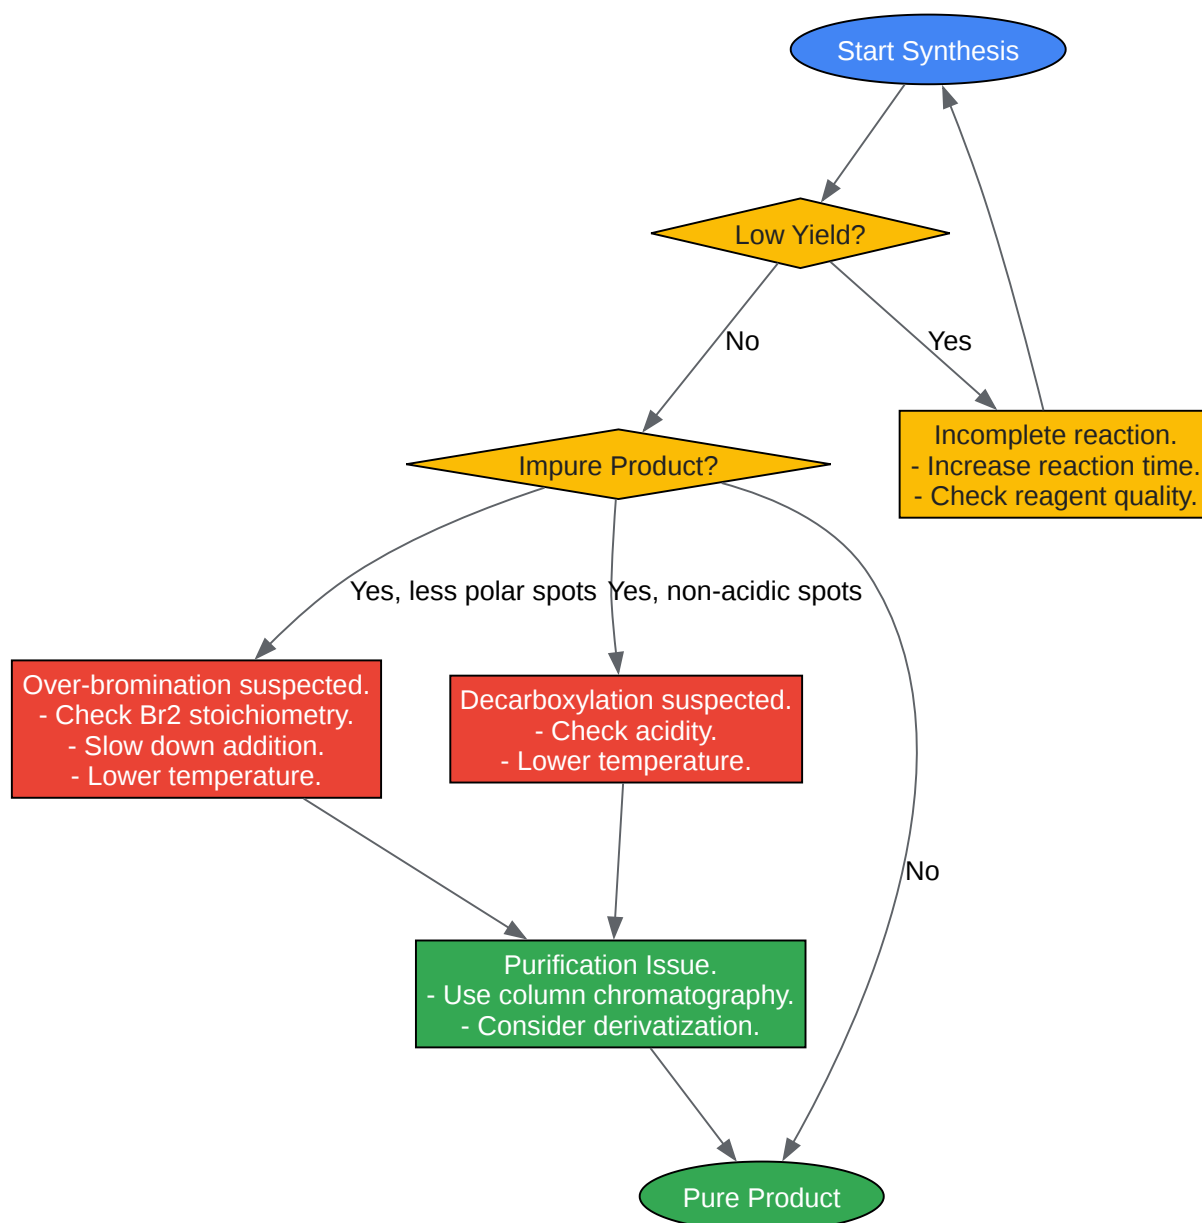 Start Synthesis
Low Yield?
No
Yes
Incomplete reaction.
- Increase reaction time.
- Check reagent quality.
Impure Product?
Yes, less polar spots
Yes, non-acidic spots
Over-bromination suspected.
- Check Br2 stoichiometry.
- Slow down addition.
- Lower temperature.
Decarboxylation suspected.
- Check acidity.
- Lower temperature.
No
Purification Issue.
- Use column chromatography.
- Consider derivatization.
Pure Product